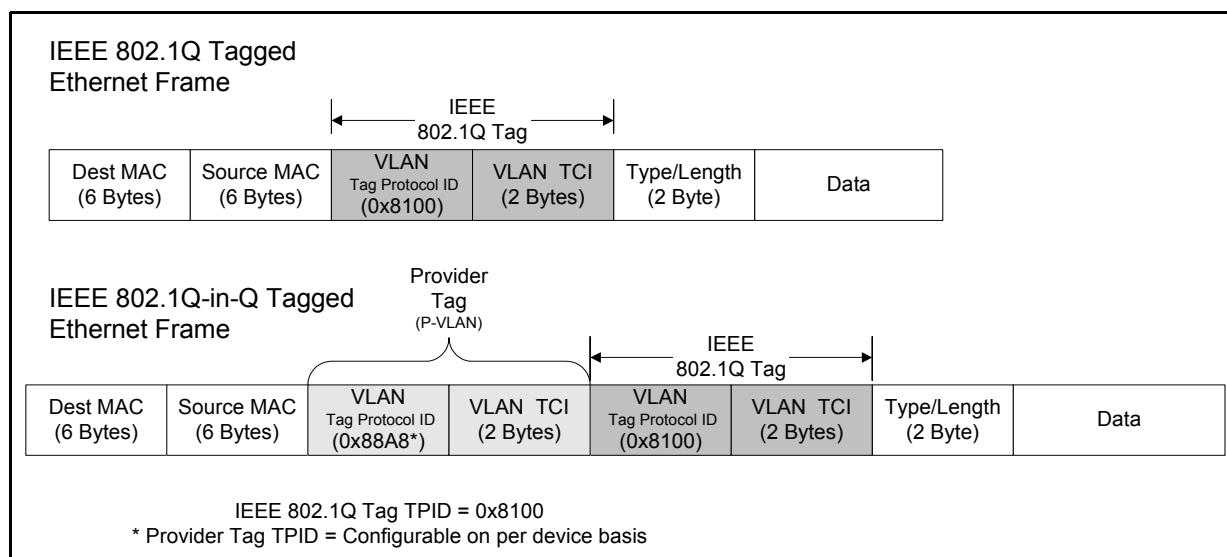 IEEE 802.1Q Tagged
Ethernet Frame
IEEE
802.1Q Tag
Dest MAC
(6 Bytes)
Source MAC
(6 Bytes)
VLAN
Tag Protocol ID
(0x8100)
VLAN TCI
(2 Bytes)
Type/Length
(2 Byte)
Data
IEEE 802.1Q-in-Q Tagged
Ethernet Frame
Provider
Tag
(P-VLAN)
IEEE
802.1Q Tag
Dest MAC
(6 Bytes)
Source MAC
(6 Bytes)
VLAN
Tag Protocol ID
(0x88A8*)
VLAN TCI
(2 Bytes)
VLAN
Tag Protocol ID
(0x8100)
VLAN TCI
(2 Bytes)
Type/Length
(2 Byte)
Data
IEEE 802.1Q Tag TPID = 0x8100
* Provider Tag TPID = Configurable on per device basis